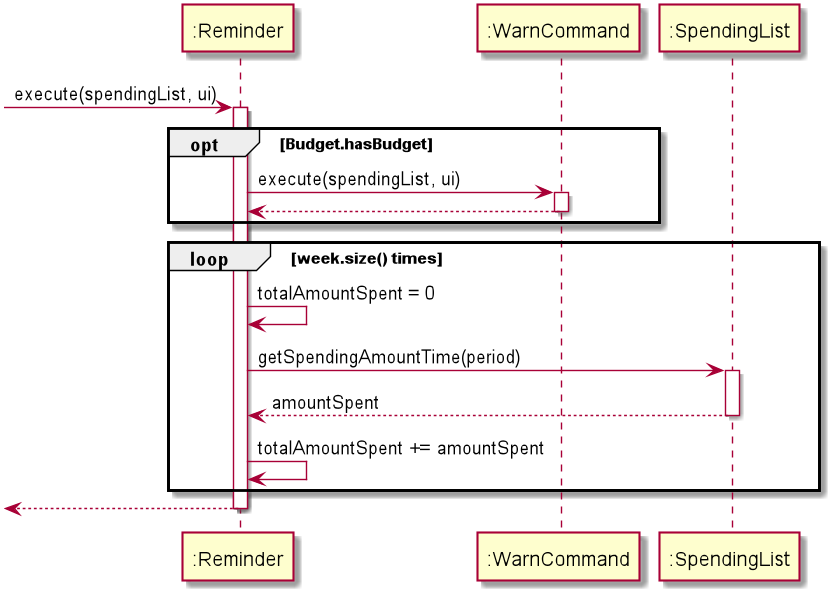 :Reminder :WarnCommand :SpendingList
execute(spendingList, ui)
opt [Budget.hasBudget]
execute(spendingList, ui)
loop [week.size() times]
totalAmountSpent = 0
getSpendingAmountTime(period)
amountSpent
totalAmountSpent += amountSpent
:Reminder :WarnCommand :SpendingList